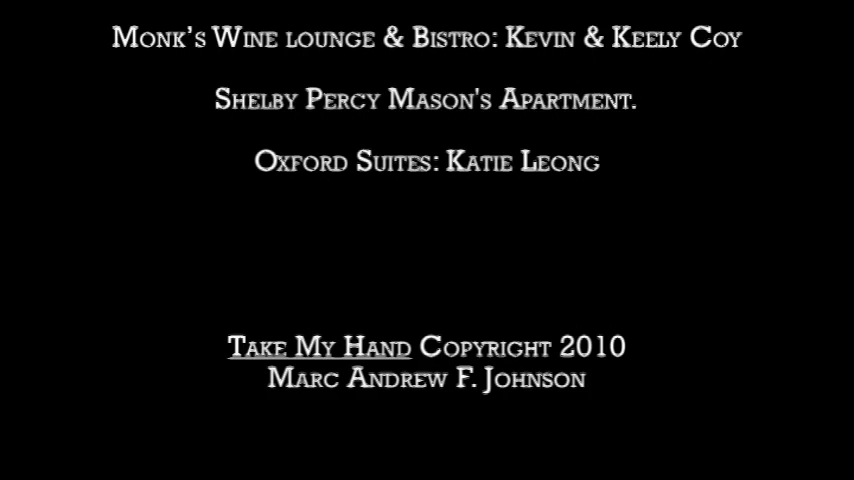 Monk's Wine lounge & Bistro: Kevin & Keely Coy
Shelby Percy Mason's Apartment.
Oxford Suites: Katie Leong
Take My Hand Copyright 2010
Marc Andrew F. Johnson